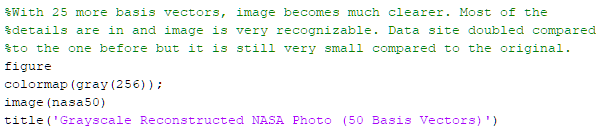 %With 25 more basis vectors, image becomes much clearer. Most of the
%details are in and image is very recognizable. Data site doubled compared
%to the one before but it is still very small compared to the original.
figure
colormap(gray(256));
image(nasa50)
title('Grayscale Reconstructed NASA Photo (50 Basis Vectors)')